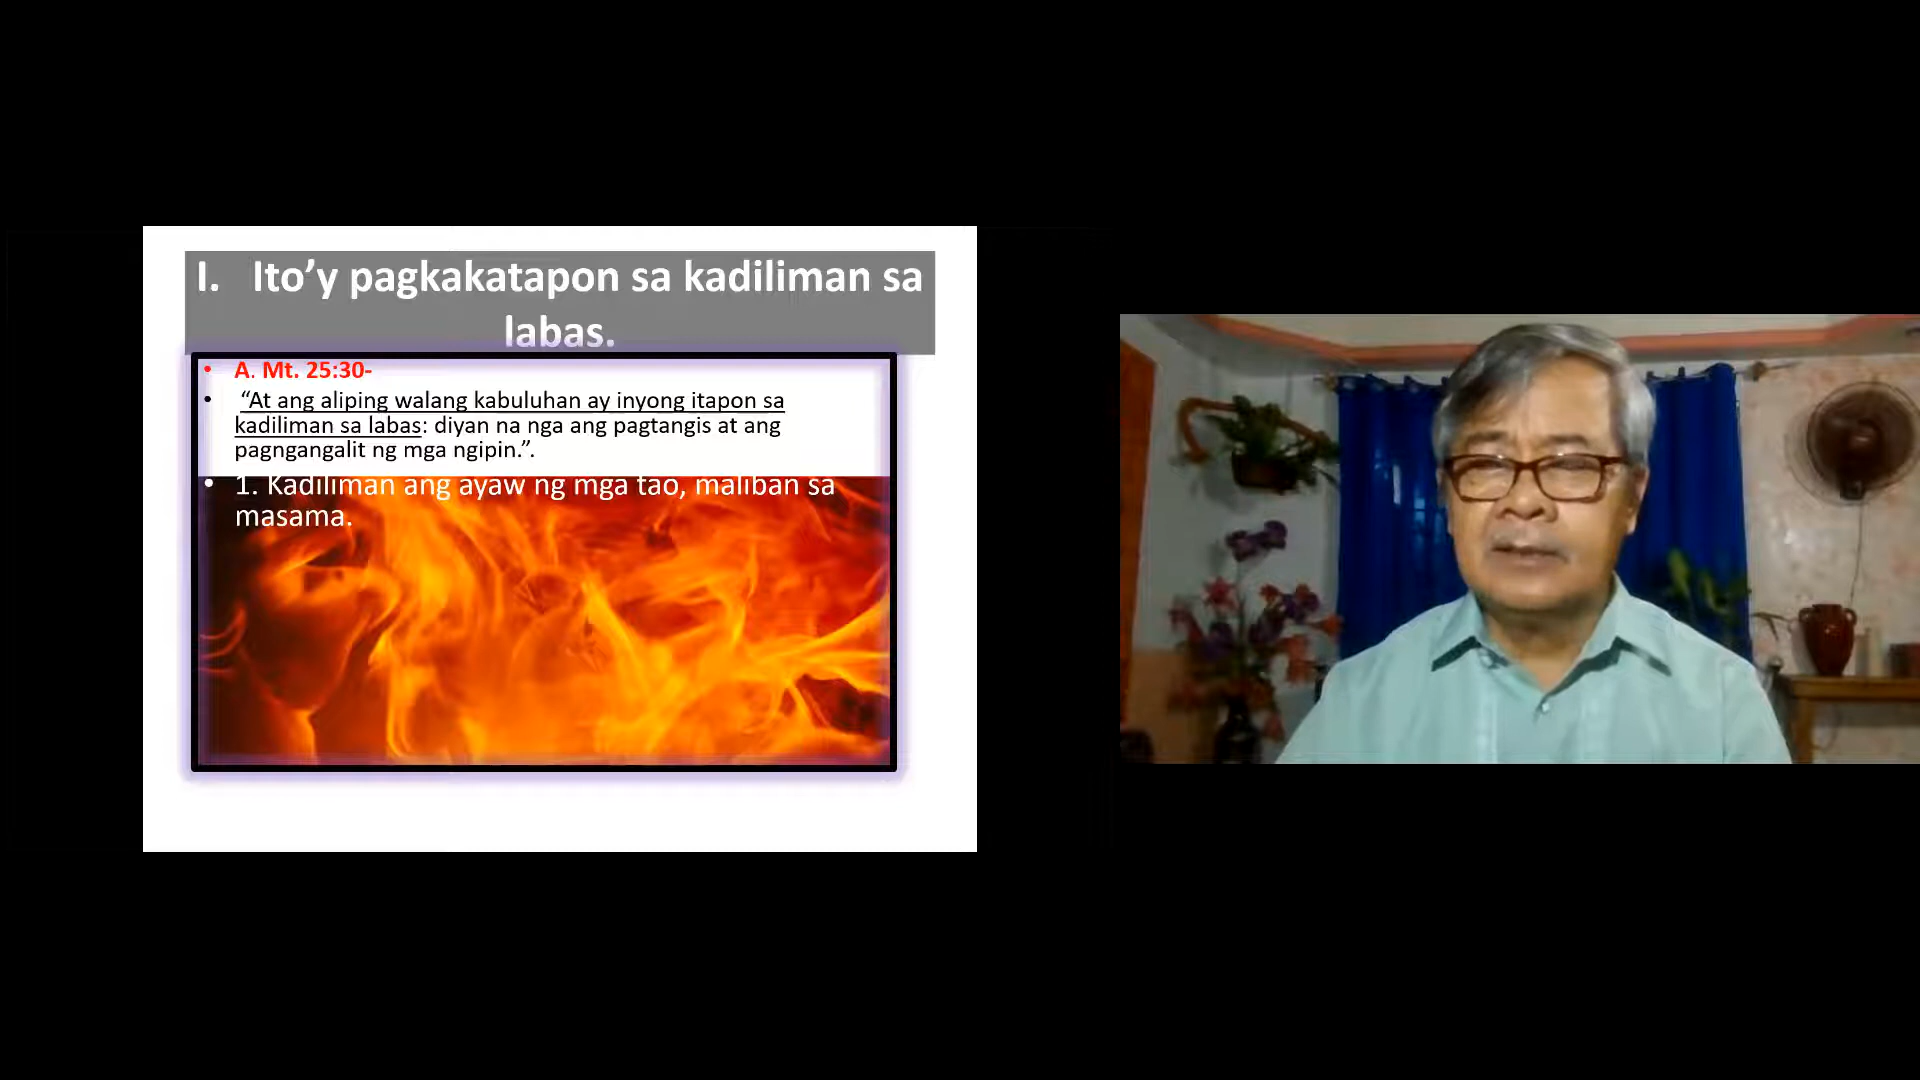 I. Ito’y pagkakatapon sa kadiliman sa
labas.
• A. Mt. 25:30-
• “At ang aliping walang kabuluhan ay inyong itapon sa
kadiliman sa labas: diyan na nga ang pagtangis at ang
pagngangalit ng mga ngipin.”.
• 1. Kadiliman ang ayaw ng mga tao, maliban sa
masama.